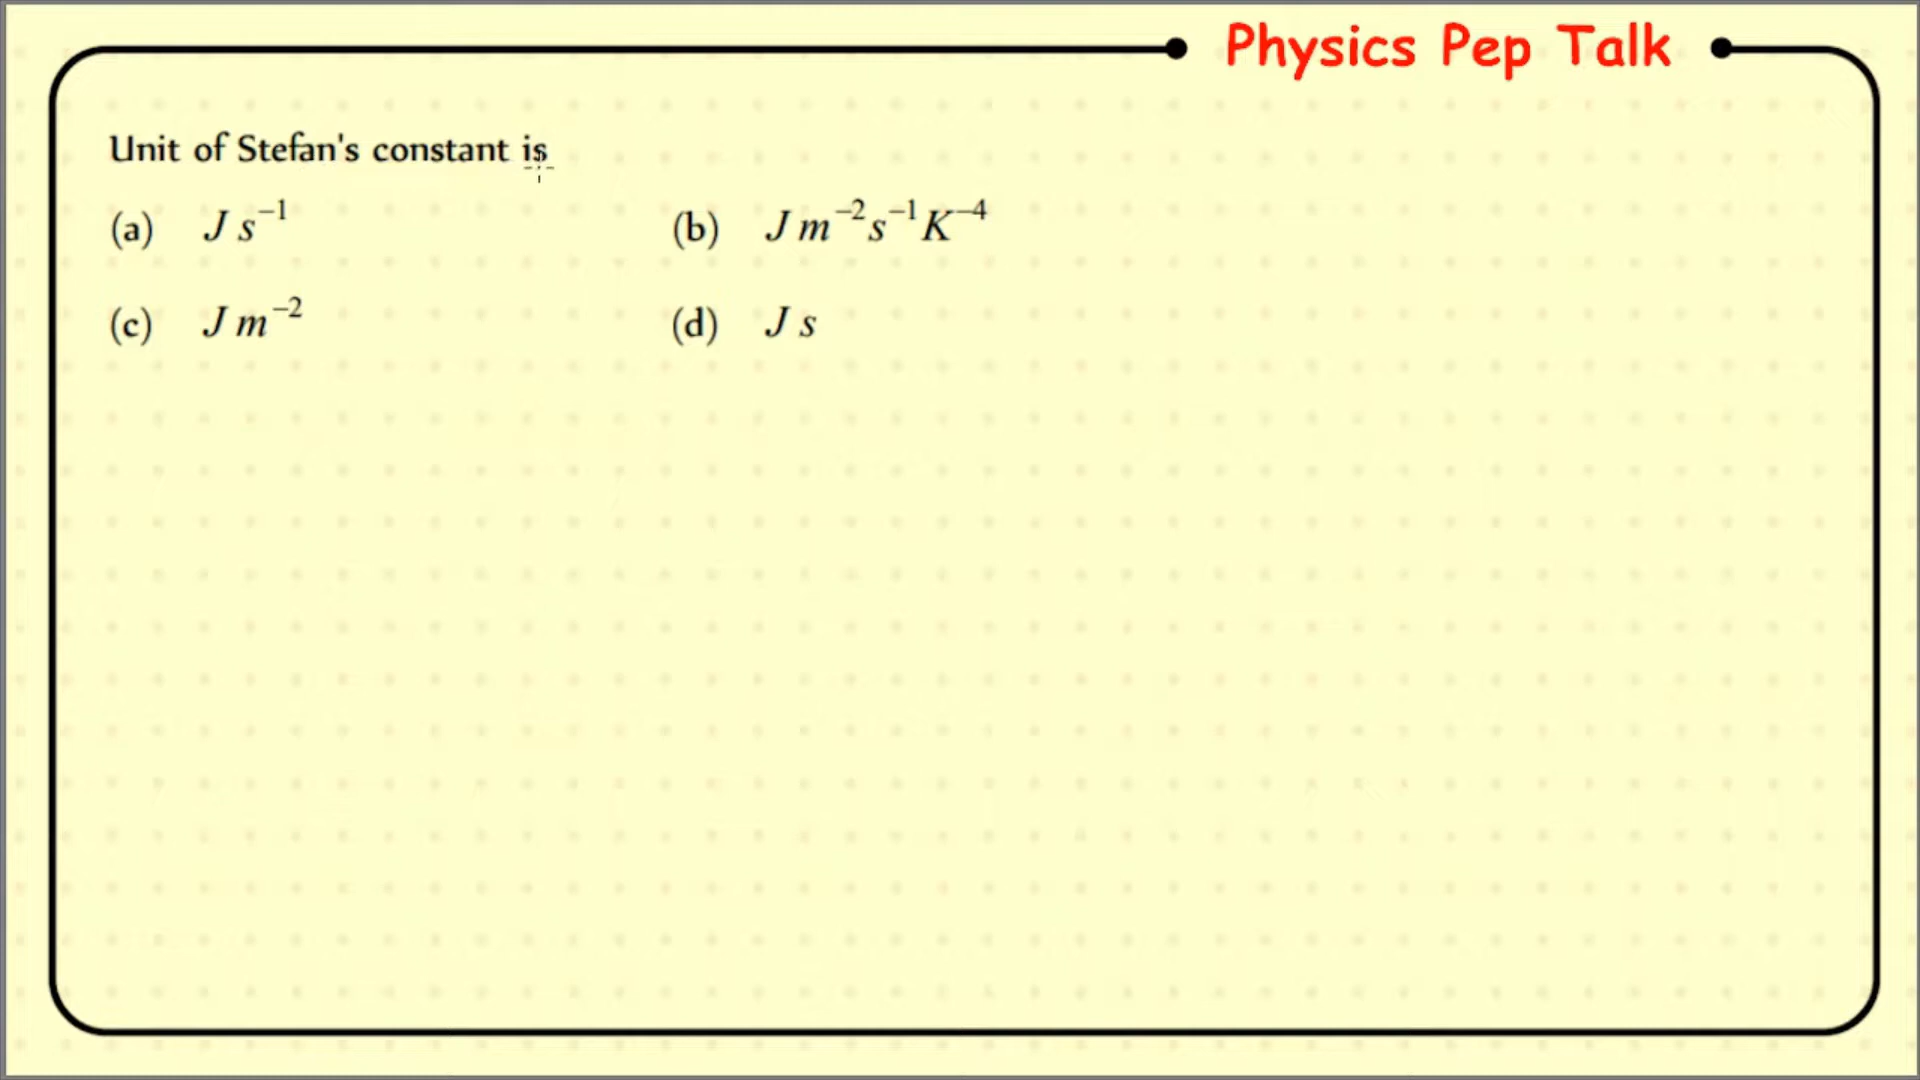 Physics Pep Talk
Unit of Stefan's constant is
(a) J s⁻¹ (b) J m⁻² s⁻¹ K⁻⁴
(c) J m⁻² (d) J s